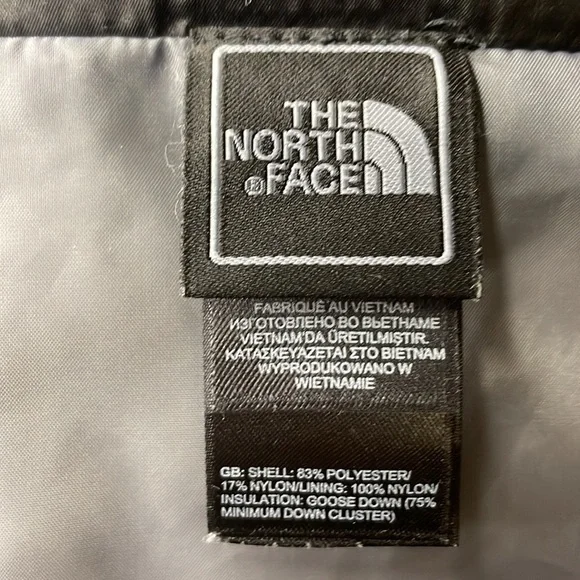 THE
NORTH
® FACE
FABRIQUÉ AU VIETNAM
ИЗГОТОВЛЕНО ВО ВЬЕТНАМЕ
VIETNAM'DA ÜRETILMIŞTIR.
ΚΑΤΑΣΚΕΥΑΖΕΤΑΙ ΣΤΟ ΒΙΕΤΝΑΜ
WYPRODUKOWANO W
WIETNAMIE
GB: SHELL: 83% POLYESTER/
17% NYLON/LINING: 100% NYLON/
INSULATION: GOOSE DOWN (75%
MINIMUM DOWN CLUSTER)